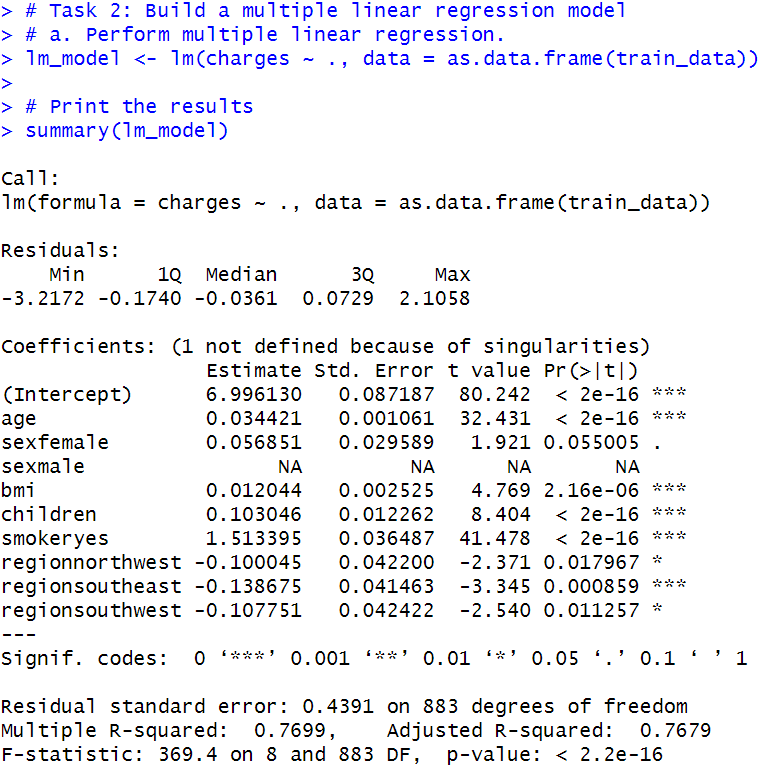 > # Task 2: Build a multiple linear regression model
> # a. Perform multiple linear regression.
> lm_model <- lm(charges ~ ., data = as.data.frame(train_data))
>
> # Print the results
> summary(lm_model)
Call:
lm(formula = charges ~ ., data = as.data.frame(train_data))
Residuals:
    Min      1Q  Median      3Q     Max
-3.2172 -0.1740 -0.0361  0.0729  2.1058
Coefficients: (1 not defined because of singularities)
                 Estimate Std. Error t value Pr(>|t|)
(Intercept)      6.996130   0.087187  80.242  < 2e-16 ***
age              0.034421   0.001061  32.431  < 2e-16 ***
sexfemale        0.056851   0.029589   1.921 0.055005 .
sexmale                NA         NA      NA       NA
bmi              0.012044   0.002525   4.769 2.16e-06 ***
children         0.103046   0.012262   8.404  < 2e-16 ***
smokeryes        1.513395   0.036487  41.478  < 2e-16 ***
regionnorthwest -0.100045   0.042200  -2.371 0.017967 *
regionsoutheast -0.138675   0.041463  -3.345 0.000859 ***
regionsouthwest -0.107751   0.042422  -2.540 0.011257 *
---
Signif. codes:  0 ‘***’ 0.001 ‘**’ 0.01 ‘*’ 0.05 ‘.’ 0.1 ‘ ’ 1
Residual standard error: 0.4391 on 883 degrees of freedom
Multiple R-squared:  0.7699,    Adjusted R-squared:  0.7679
F-statistic: 369.4 on 8 and 883 DF,  p-value: < 2.2e-16